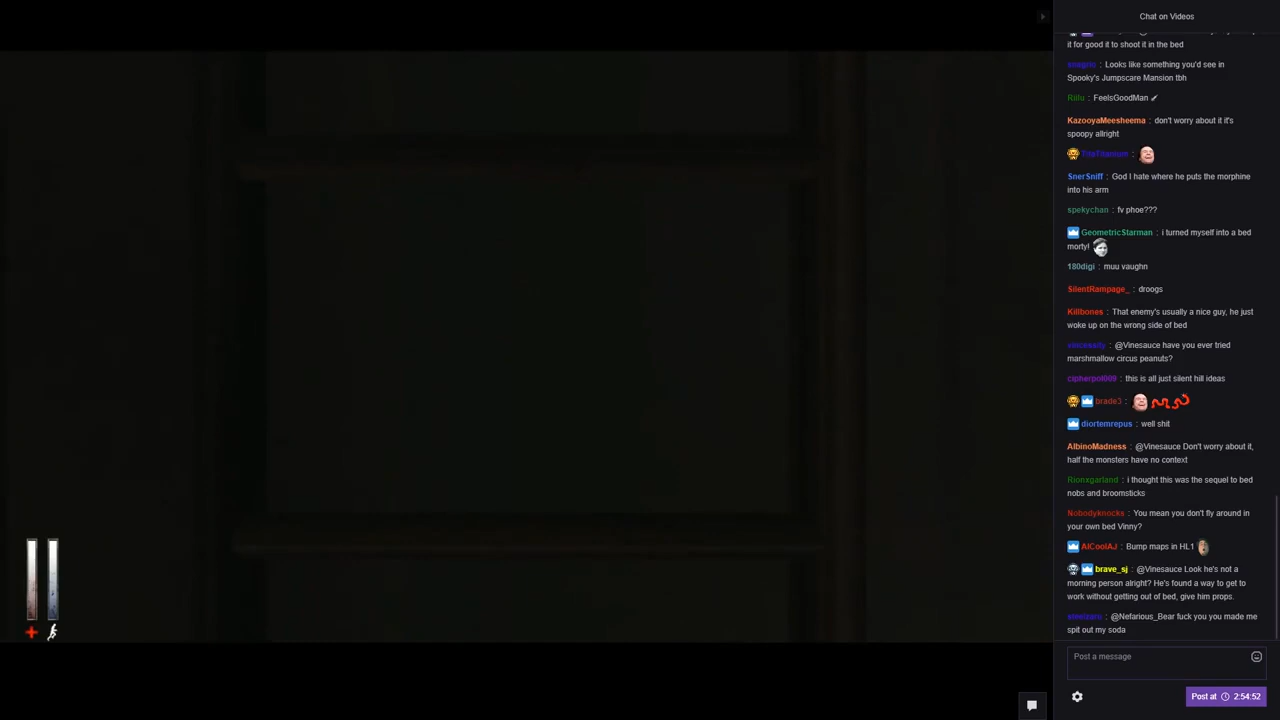 Chat on Videos
it for good it to shoot it in the bed
Looks like something you'd see in
Spooky's Jumpscare Mansion tbh
Rillu : FeelsGoodMan
KazooyaMeesheema : don't worry about it it's
spoopy allright
TitaTitanium :
SnerSniff : God I hate where he puts the morphine
into his arm
spekychan : fv phoe???
GeometricStarman : i turned myself into a bed
morty!
180digi : muu vaughn
SilentRampage_ : droogs
Killbones : That enemy's usually a nice guy, he just
woke up on the wrong side of bed
vincessity : @Vinesauce have you ever tried
marshmallow circus peanuts?
cipherpol009 : this is all just silent hill ideas
brade3 :
diortemrepus : well shit
AlbinoMadness : @Vinesauce Don't worry about it,
half the monsters have no context
Rionxgarland : i thought this was the sequel to bed
nobs and broomsticks
Nobodyknocks : You mean you don't fly around in
your own bed Vinny?
AlCoolAJ : Bump maps in HL1
brave_sj : @Vinesauce Look he's not a
morning person alright? He's found a way to get to
work without getting out of bed, give him props.
: @Nefarious_Bear fuck you you made me
spit out my soda
Post a message
Post at 2:54:52